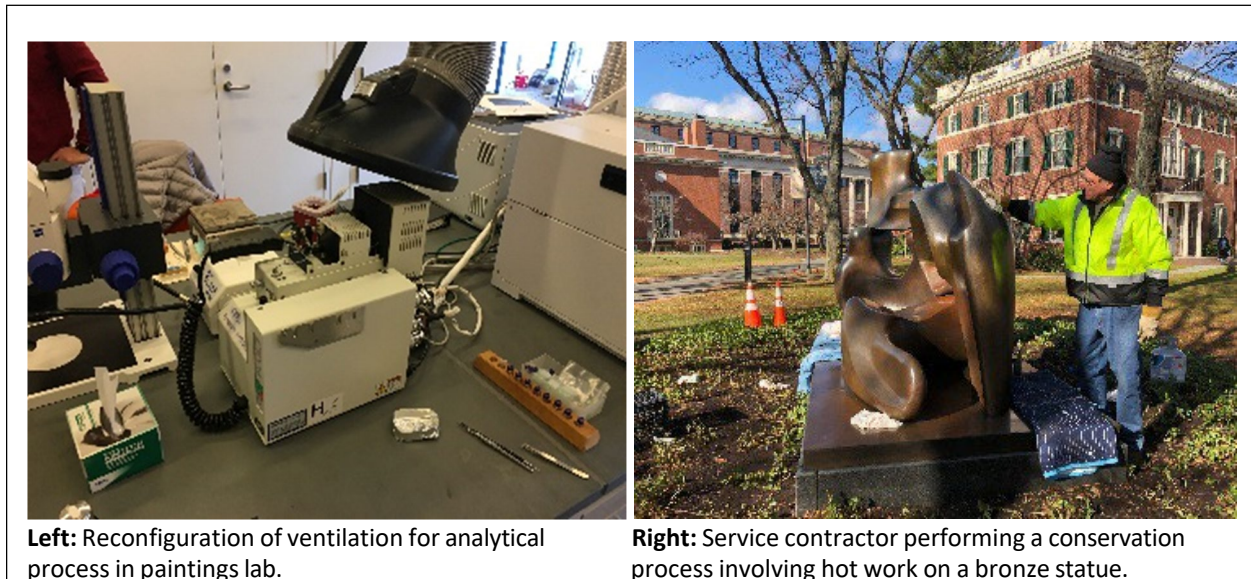 Left: Reconfiguration of ventilation for analytical
process in paintings lab.
Right: Service contractor performing a conservation
process involving hot work on a bronze statue.